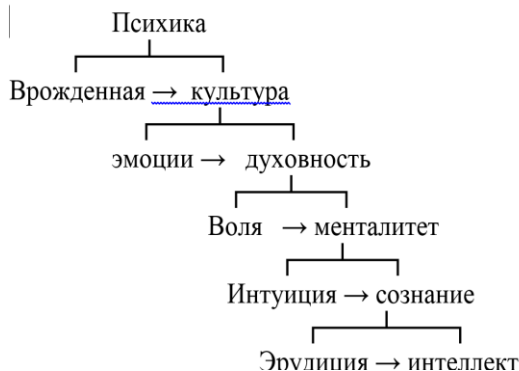 Психика
Врожденная → культура
эмоции → духовность
Воля → менталитет
Интуиция → сознание
Эрудиция → интеллект